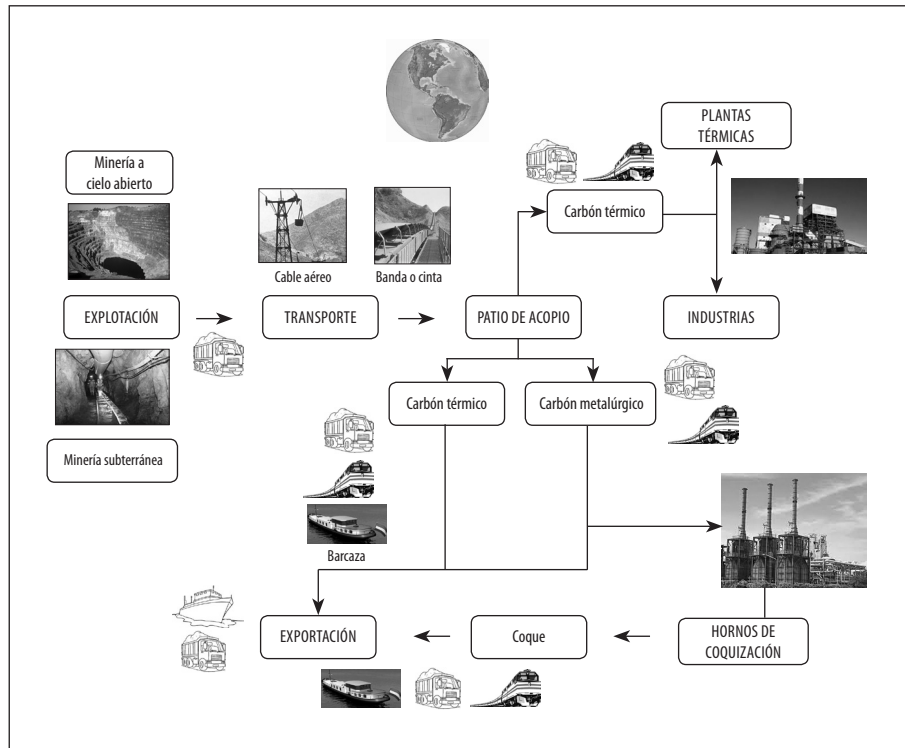 PLANTAS
TÉRMICAS
Minería a
cielo abierto
Carbón térmico
Cable aéreo
Banda o cinta
EXPLOTACIÓN
TRANSPORTE
PATIO DE ACOPIO
INDUSTRIAS
Carbón térmico
Carbón metalúrgico
Minería subterránea
Barcaza
EXPORTACIÓN
Coque
HORNOS DE
COQUIZACIÓN